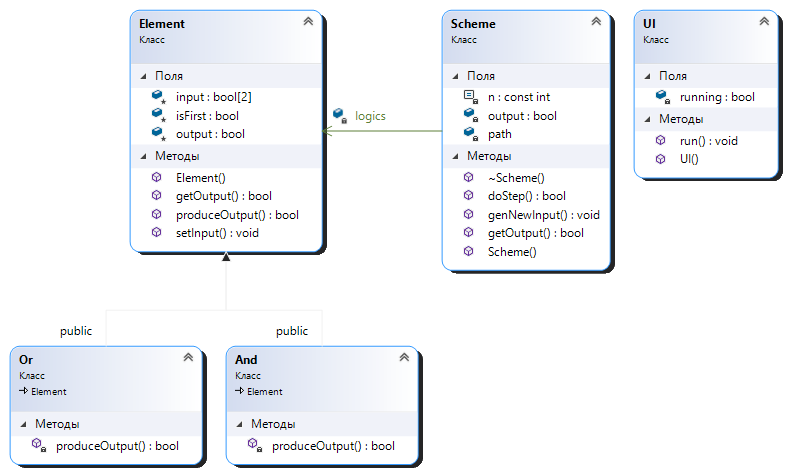 Element
Класс
Поля
input : bool[2]
isFirst : bool
output : bool
Методы
Element()
getOutput() : bool
produceOutput() : bool
setInput() : void
logics
Scheme
Класс
Поля
n : const int
output : bool
path
Методы
~Scheme()
doStep() : bool
genNewInput() : void
getOutput() : bool
Scheme()
UI
Класс
Поля
running : bool
Методы
run() : void
UI()
public
public
Or
Класс
Element
Методы
produceOutput() : bool
And
Класс
Element
Методы
produceOutput() : bool